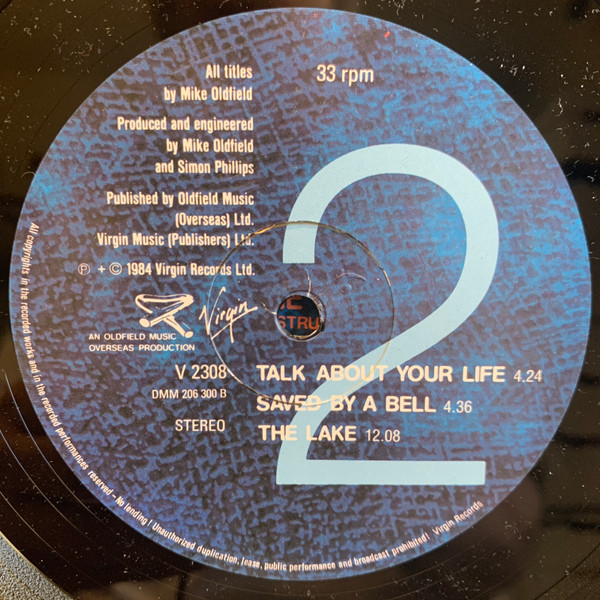 All titles
by Mike Oldfield
33 rpm
Produced and engineered
by Mike Oldfield
and Simon Phillips
Published by Oldfield Music
(Overseas) Ltd.
Virgin Music (Publishers) Ltd.
℗ + © 1984 Virgin Records Ltd.
AN OLDFIELD MUSIC
OVERSEAS PRODUCTION
Virgin
2
V 2308
DMM 206 300 B
STEREO
TALK ABOUT YOUR LIFE 4.24
SAVED BY A BELL 4.36
THE LAKE 12.08
All copyrights in the recorded works and in the recorded performances reserved – No lending! Unauthorized duplication, lease, public performance and broadcast prohibited! Virgin Records